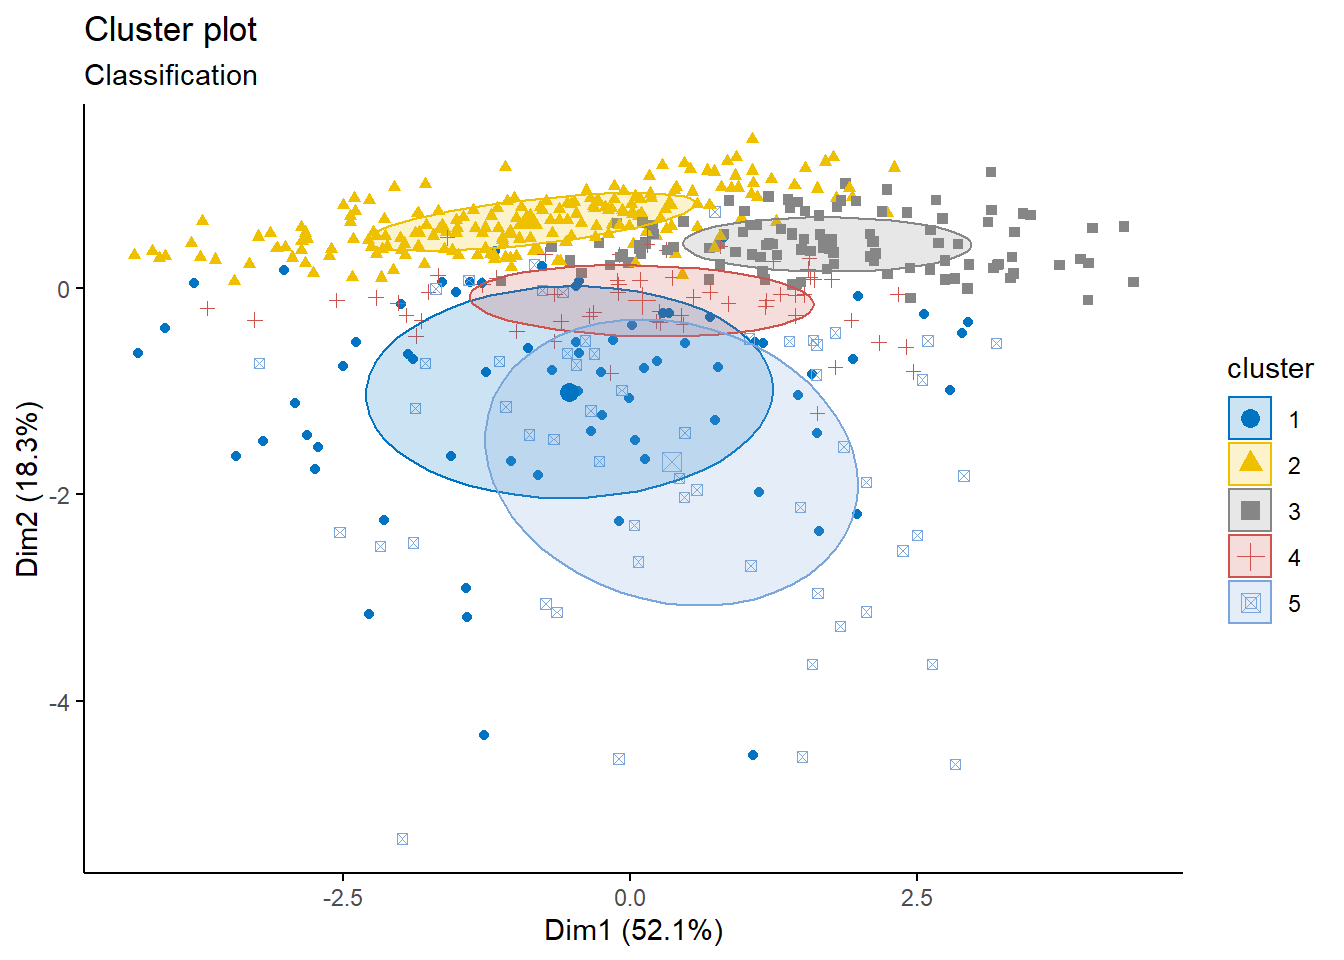 Cluster plot
Classification
0
-2
-4
Dim2 (18.3%)
-2.5
0.0
2.5
Dim1 (52.1%)
cluster
1
2
3
4
5